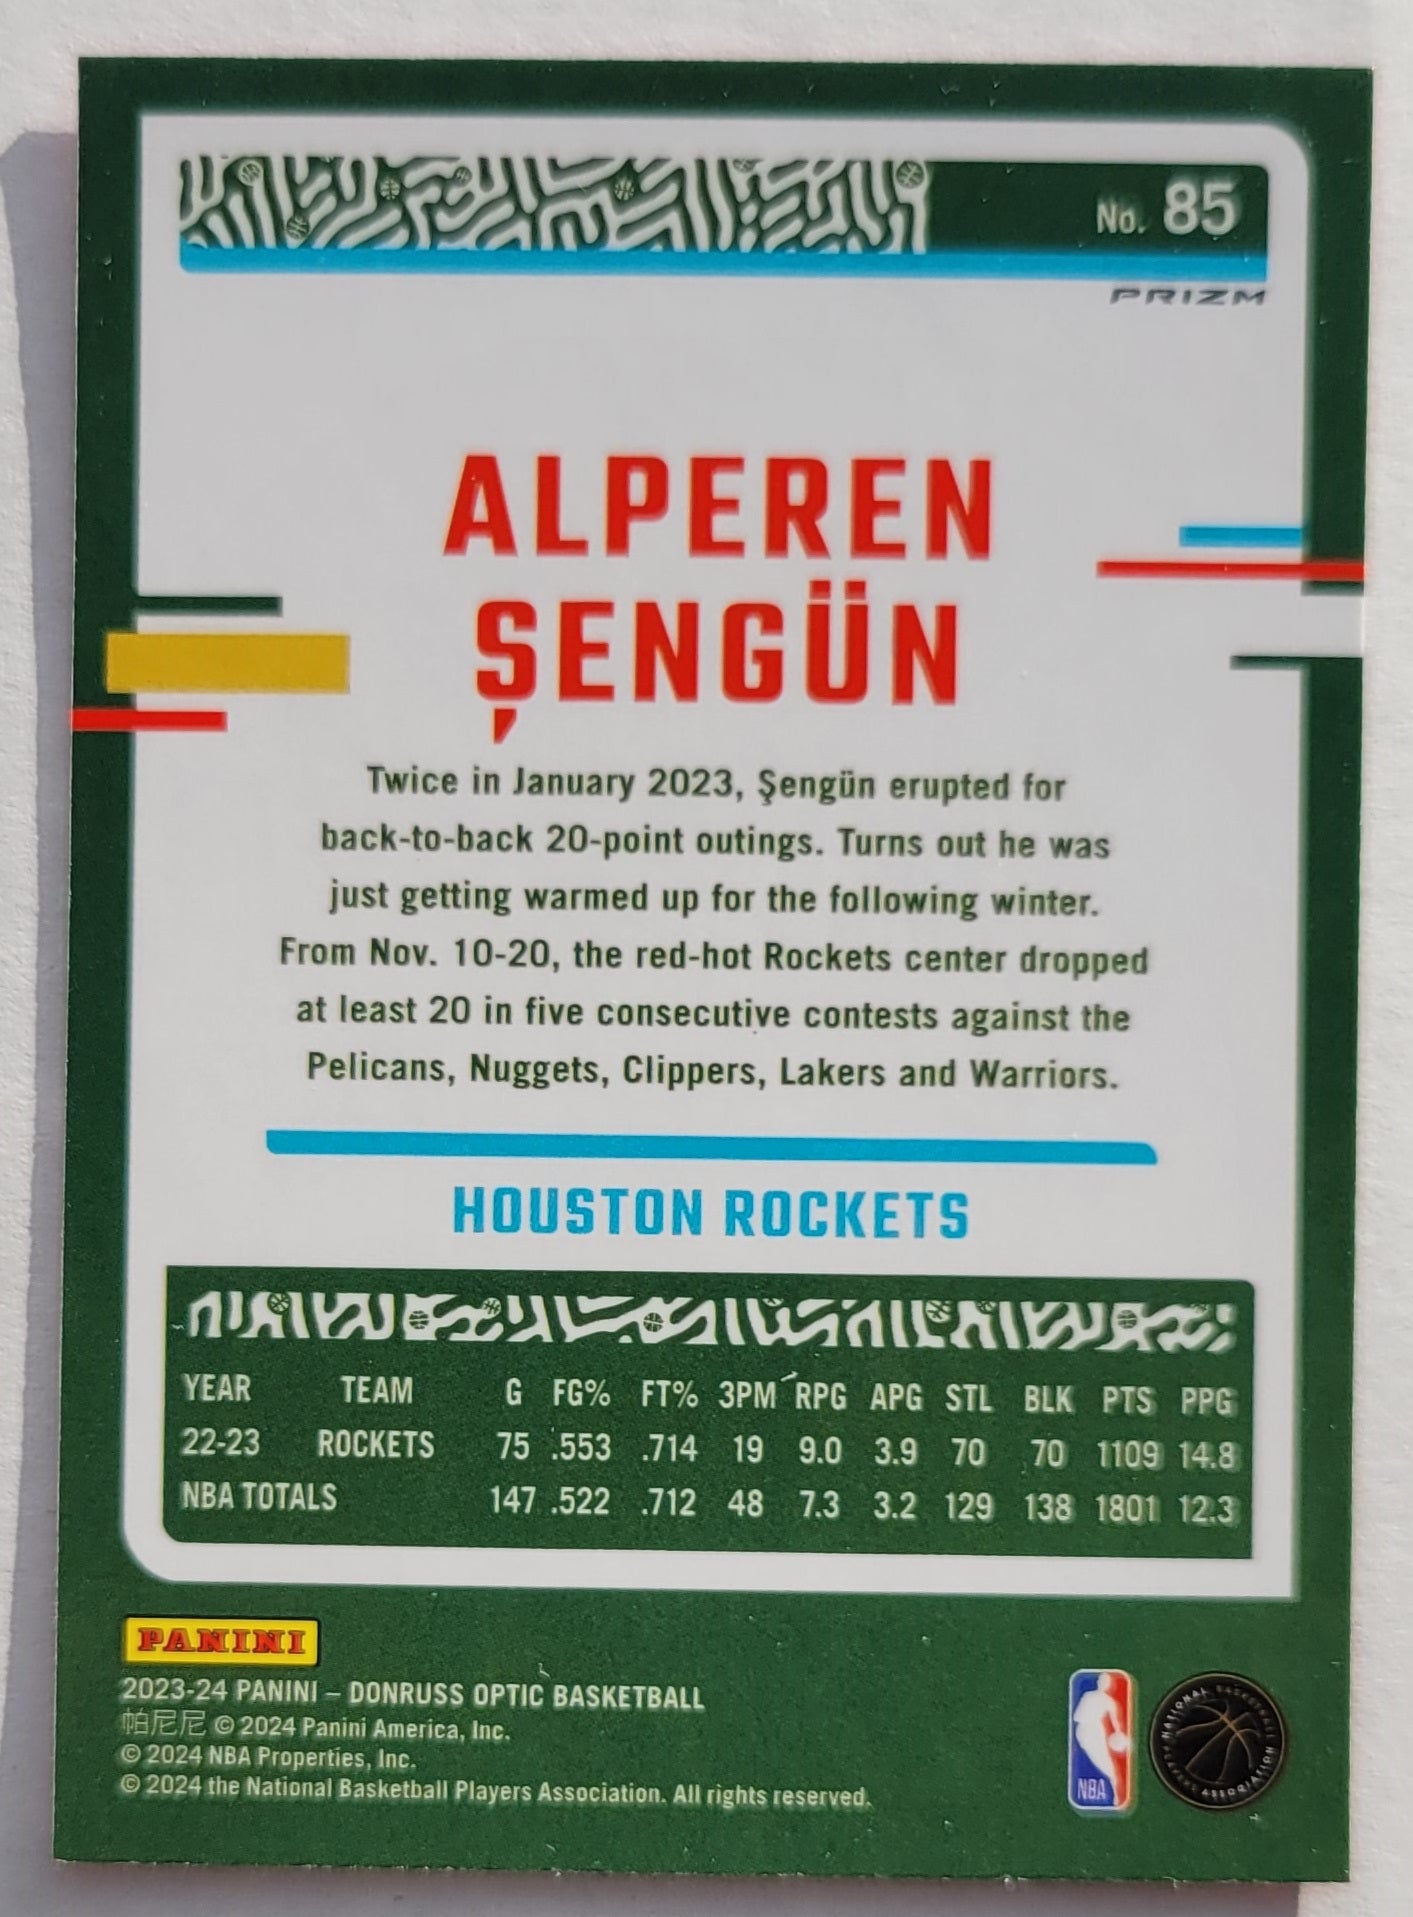 No. 85
PRIZM
ALPEREN
ŞENGÜN
Twice in January 2023, Şengün erupted for
back-to-back 20-point outings. Turns out he was
just getting warmed up for the following winter.
From Nov. 10-20, the red-hot Rockets center dropped
at least 20 in five consecutive contests against the
Pelicans, Nuggets, Clippers, Lakers and Warriors.
HOUSTON ROCKETS
YEAR TEAM G FG% FT% 3PM RPG APG STL BLK PTS PPG
22-23 ROCKETS 75 .553 .714 19 9.0 3.9 70 70 1109 14.8
NBA TOTALS 147 .522 .712 48 7.3 3.2 129 138 1801 12.3
PANINI
2023-24 PANINI – DONRUSS OPTIC BASKETBALL
帕尼尼 © 2024 Panini America, Inc.
© 2024 NBA Properties, Inc.
© 2024 the National Basketball Players Association. All rights reserved.
NBA
NATIONAL BASKETBALL PLAYERS ASSOCIATION